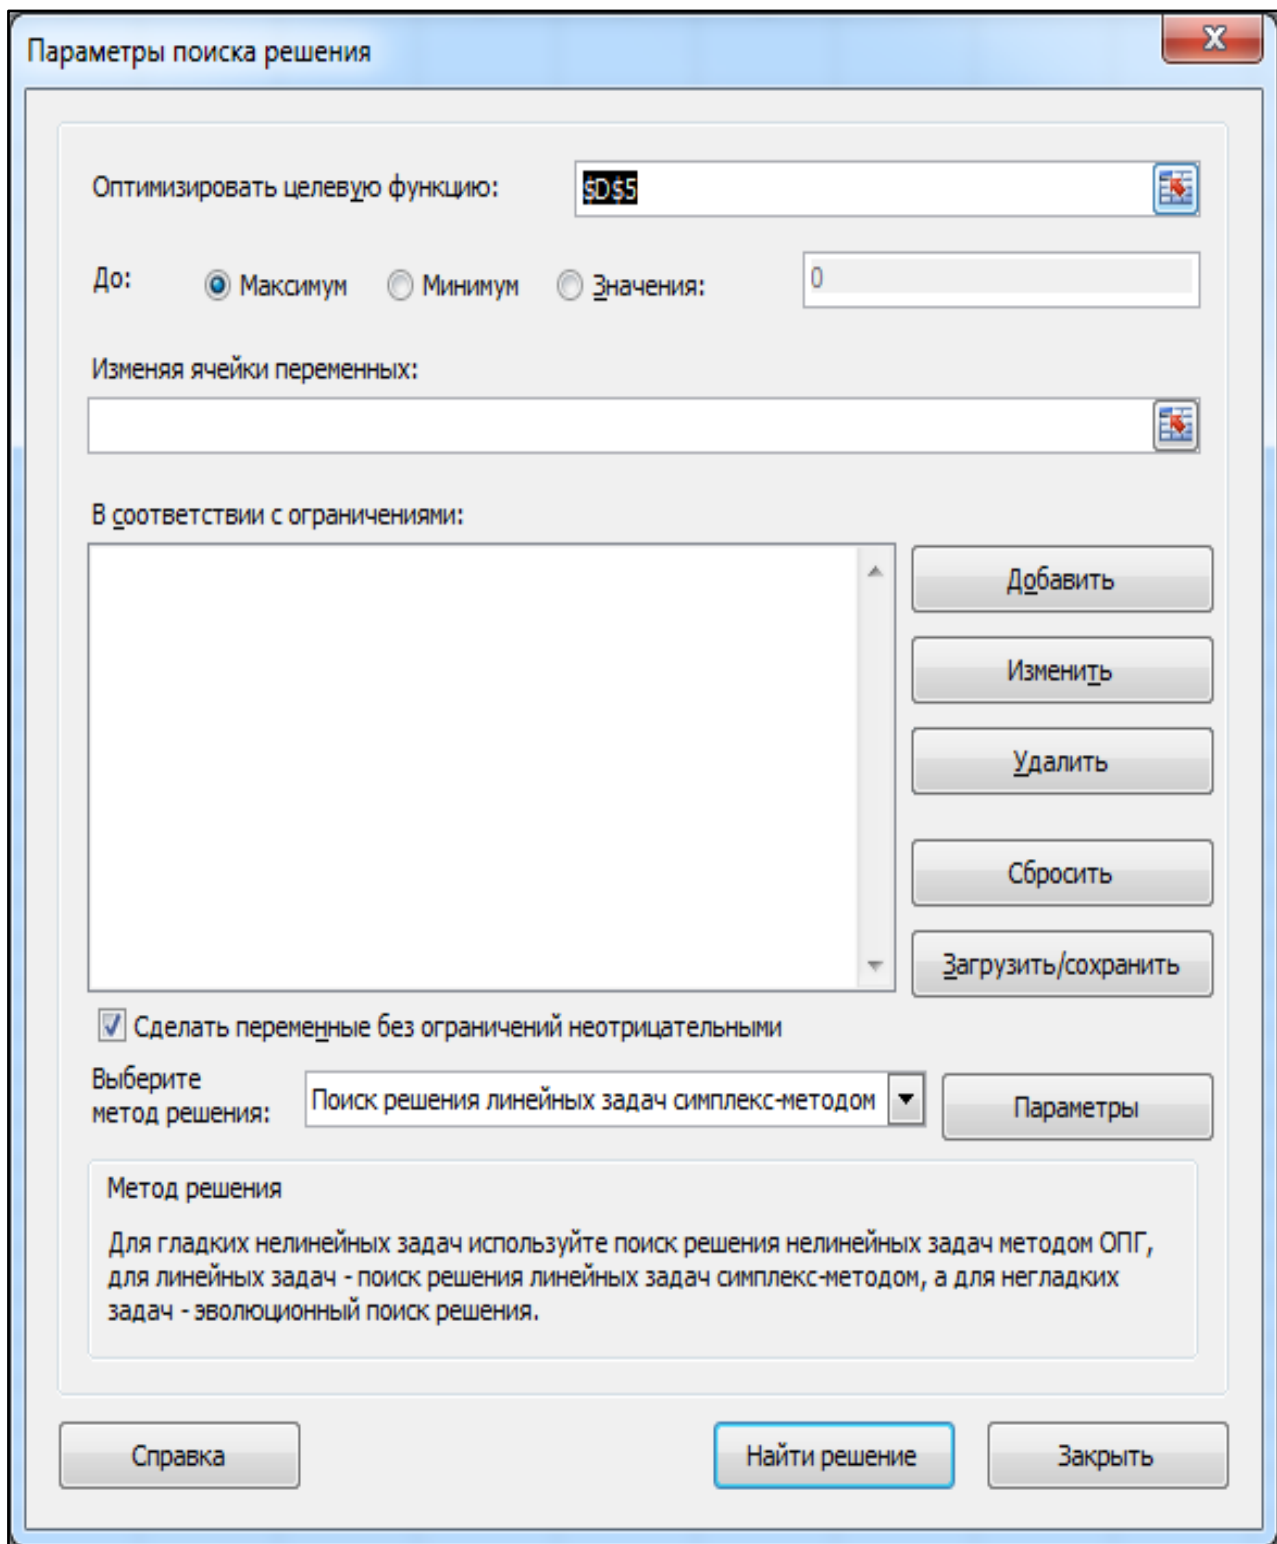 Параметры поиска решения
X
Оптимизировать целевую функцию:
$D$5
До:
Максимум
Минимум
Значения:
0
Изменяя ячейки переменных:
В соответствии с ограничениями:
Добавить
Изменить
Удалить
Сбросить
Загрузить/сохранить
Сделать переменные без ограничений неотрицательными
Выберите
метод решения:
Поиск решения линейных задач симплекс-методом
Параметры
Метод решения
Для гладких нелинейных задач используйте поиск решения нелинейных задач методом ОПГ,
для линейных задач - поиск решения линейных задач симплекс-методом, а для негладких
задач - эволюционный поиск решения.
Справка
Найти решение
Закрыть